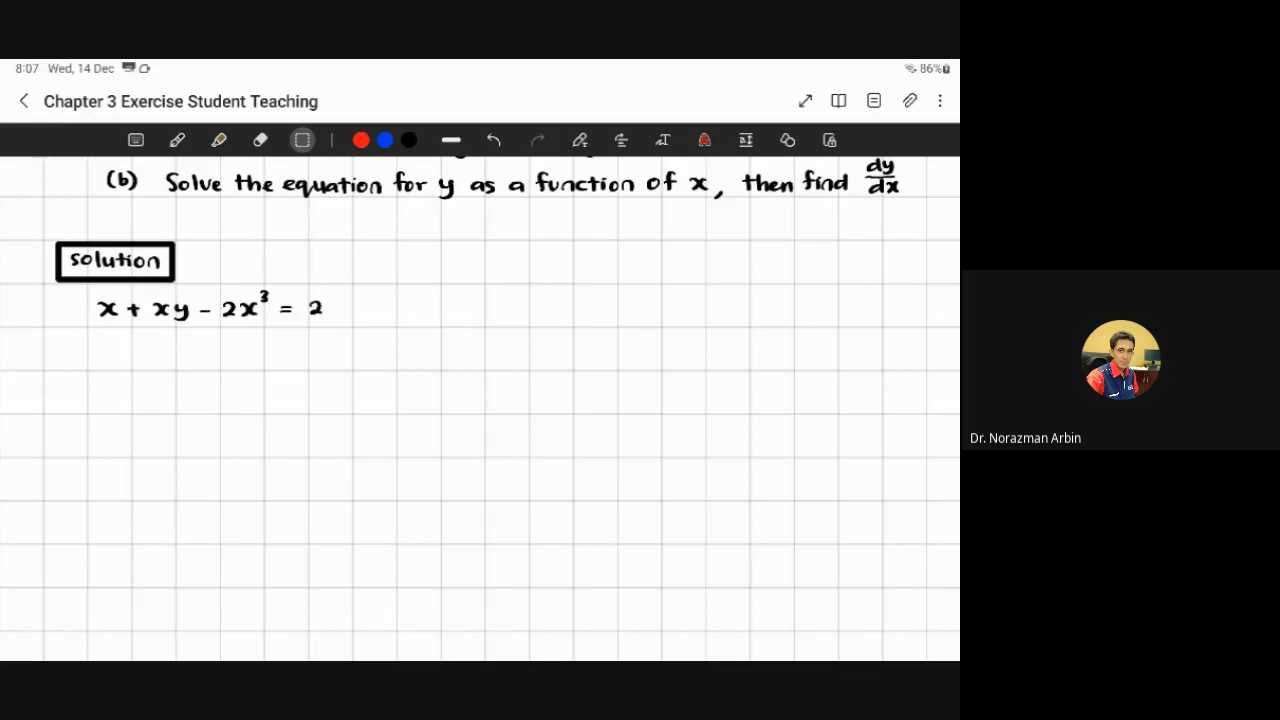 8:07 Wed, 14 Dec
86%
Chapter 3 Exercise Student Teaching
(b) Solve the equation for y as a function of x, then find dy/dx
solution
x + xy - 2x³ = 2
Dr. Norazman Arbin